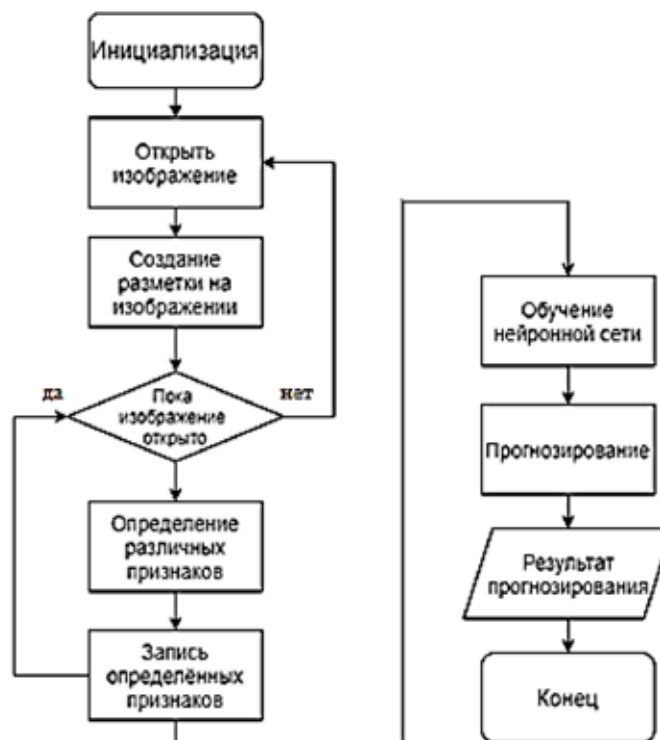 Инициализация
Открыть
изображение
Создание
разметки на
изображении
да
Пока
изображение
открыто
нет
Определение
различных
признаков
Запись
определённых
признаков
Обучение
нейронной сети
Прогнозирование
Результат
прогнозирования
Конец